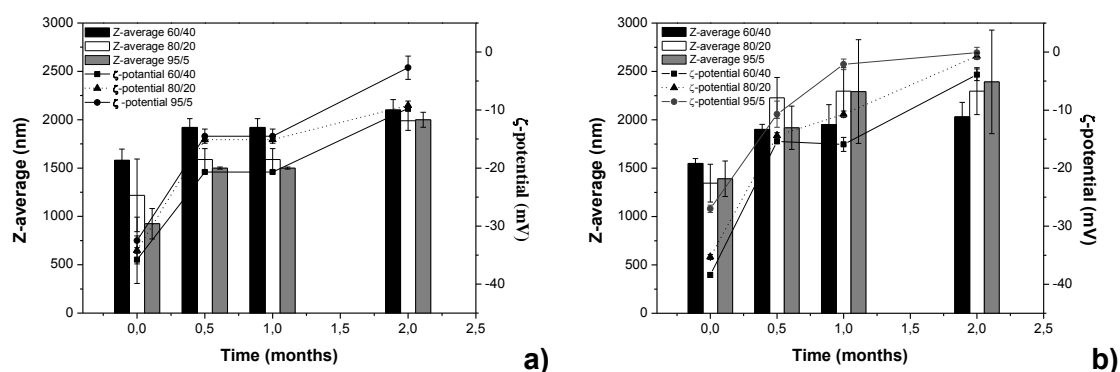 Z-average 60/40
Z-average 80/20
Z-average 95/5
ζ-potantial 60/40
ζ-potential 80/20
ζ -potential 95/5
3000
2500
2000
1500
1000
500
0
Z-average (nm)
0
−10
−20
−30
−40
ζ-potential (mV)
0,0 0,5 1,0 1,5 2,0 2,5
Time (months)
a)
Z-average 60/40
Z-average 80/20
Z-average 95/5
ζ-potential 60/40
ζ-potential 80/20
ζ-potential 95/5
3000
2500
2000
1500
1000
500
0
Z-average (nm)
0
−10
−20
−30
−40
ζ-potential (mV)
0,0 0,5 1,0 1,5 2,0 2,5
Time (months)
b)